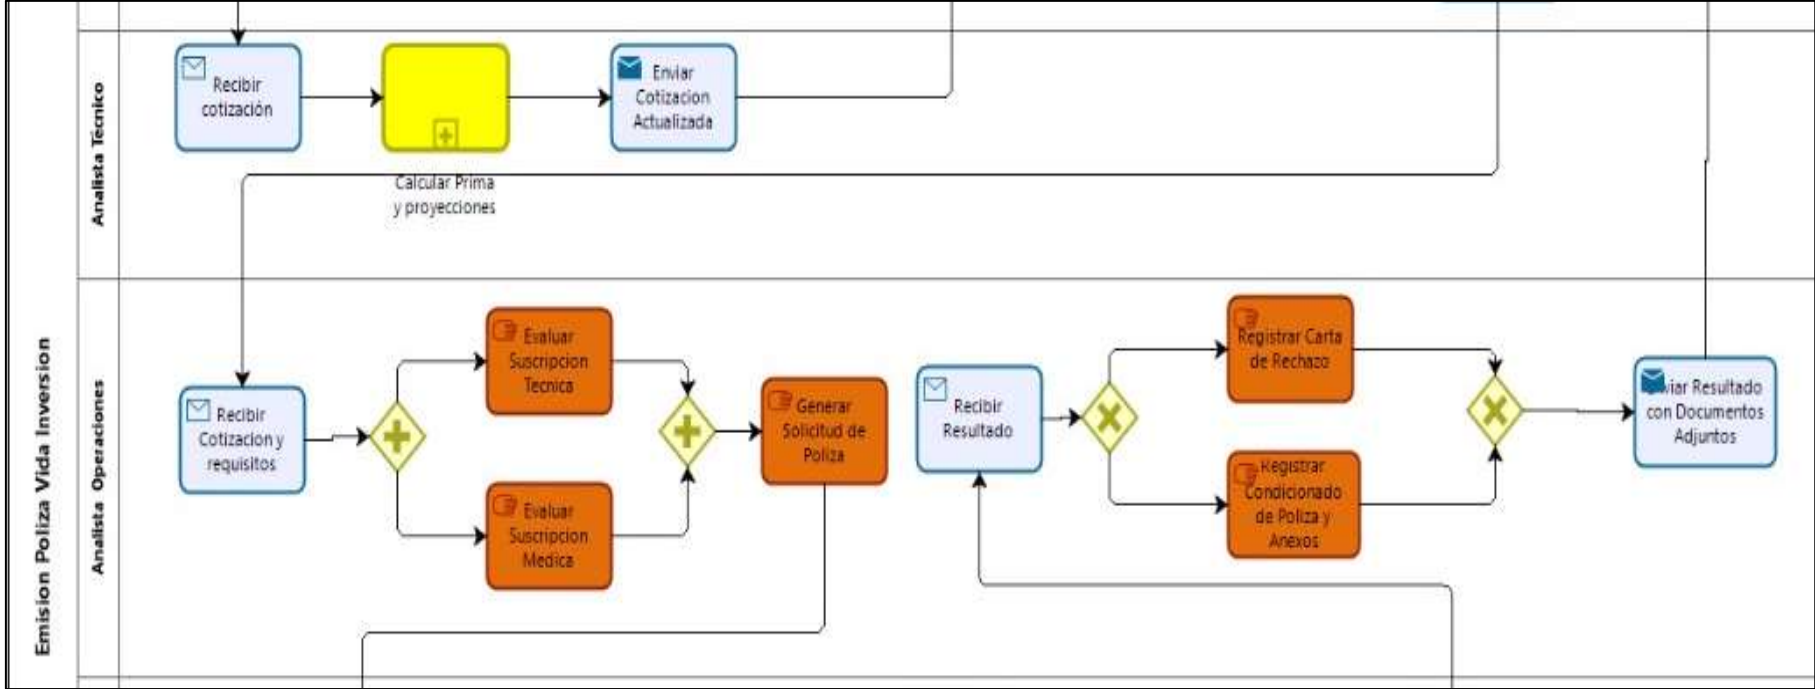 Emision Poliza Vida Inversion
Analista Técnico
Recibir
cotización
Calcular Prima
y proyecciones
Enviar
Cotizacion
Actualizada
Analista Operaciones
Recibir
Cotizacion y
requisitos
Evaluar
Suscripcion
Tecnica
Evaluar
Suscripcion
Medica
Generar
Solicitud de
Poliza
Recibir
Resultado
Registrar Carta
de Rechazo
Registrar
Condicionado
de Poliza y
Anexos
Enviar Resultado
con Documentos
Adjuntos